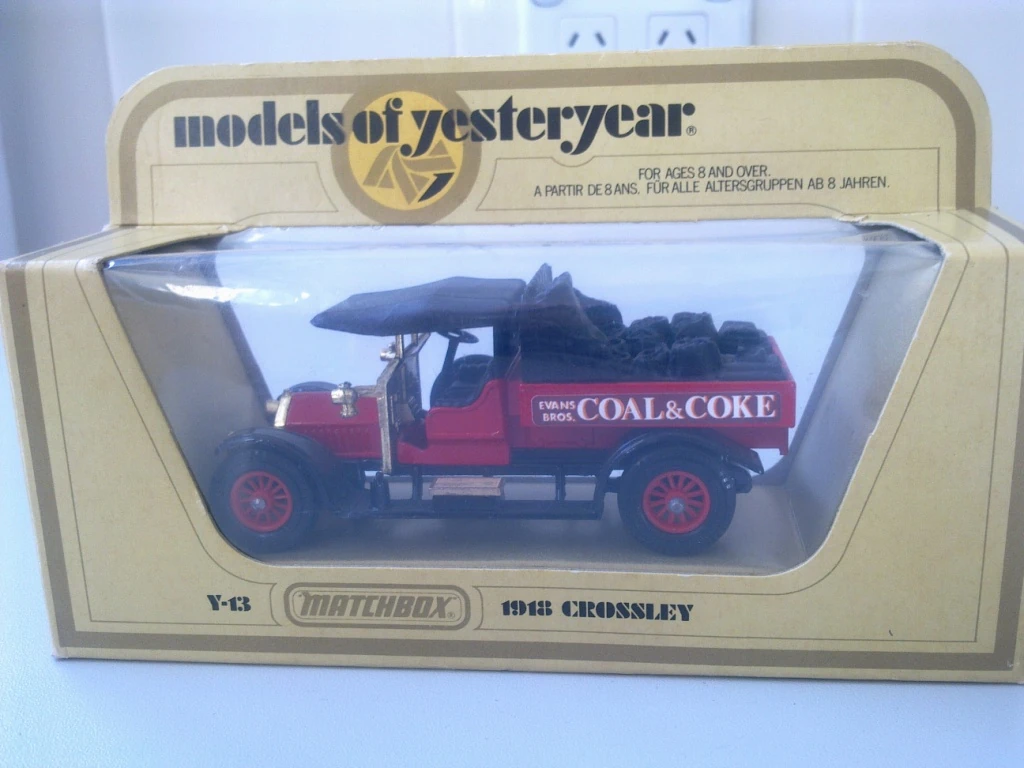 models of yesteryear®
FOR AGES 8 AND OVER.
A PARTIR DE 8 ANS. FÜR ALLE ALTERSGRUPPEN AB 8 JAHREN.
EVANS BROS. COAL & COKE
Y-13 MATCHBOX® 1918 CROSSLEY